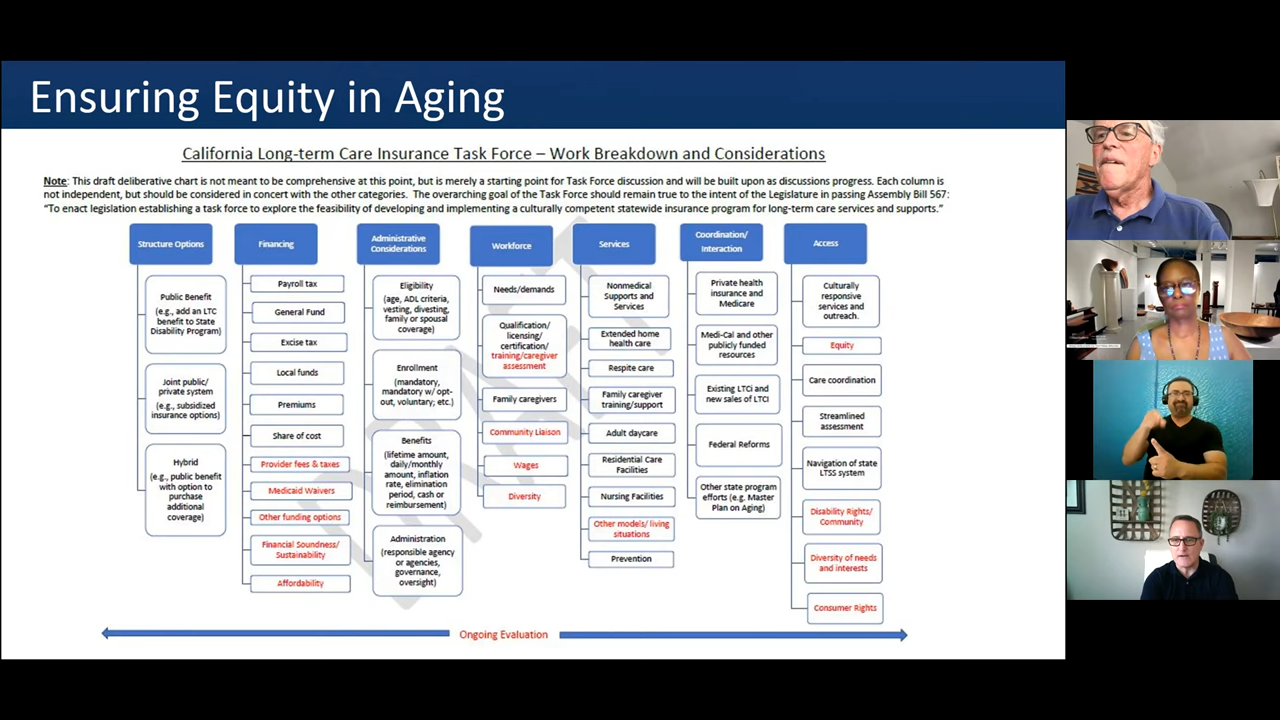 Ensuring Equity in Aging
California Long-term Care Insurance Task Force – Work Breakdown and Considerations
Note: This draft deliberative chart is not meant to be comprehensive at this point, but is merely a starting point for Task Force discussion and will be built upon as discussions progress. Each column is
not independent, but should be considered in concert with the other categories. The overarching goal of the Task Force should remain true to the intent of the Legislature in passing Assembly Bill 567:
“To enact legislation establishing a task force to explore the feasibility of developing and implementing a culturally competent statewide insurance program for long-term care services and supports.”
Structure Options
Public Benefit
(e.g., add an LTC
benefit to State
Disability Program)
Joint public/
private system
(e.g., subsidized
insurance options)
Hybrid
(e.g., public benefit
with option to
purchase
additional
coverage)
Financing
Payroll tax
General Fund
Excise tax
Local funds
Premiums
Share of cost
Provider fees & taxes
Medicaid Waivers
Other funding options
Financial Soundness/
Sustainability
Affordability
Administrative
Considerations
Eligibility
(age, ADL criteria,
vesting, divesting,
family or spousal
coverage)
Enrollment
(mandatory,
mandatory w/ opt-
out, voluntary; etc.)
Benefits
(lifetime amount,
daily/monthly
amount, inflation
rate, elimination
period, cash or
reimbursement)
Administration
(responsible agency
or agencies,
governance,
oversight)
Workforce
Needs/demands
Qualification/
licensing/
certification/
training/caregiver
assessment
Family caregivers
Community Liaison
Wages
Diversity
Services
Nonmedical
Supports and
Services
Extended home
health care
Respite care
Family caregiver
training/support
Adult daycare
Residential Care
Facilities
Nursing Facilities
Other models/ living
situations
Prevention
Coordination/
Interaction
Private health
insurance and
Medicare
Medi-Cal and other
publicly funded
resources
Existing LTCi and
new sales of LTCI
Federal Reforms
Other state program
efforts (e.g. Master
Plan on Aging)
Access
Culturally
responsive
services and
outreach.
Equity
Care coordination
Streamlined
assessment
Navigation of state
LTSS system
Disability Rights/
Community
Diversity of needs
and interests
Consumer Rights
Ongoing Evaluation
DRAFT